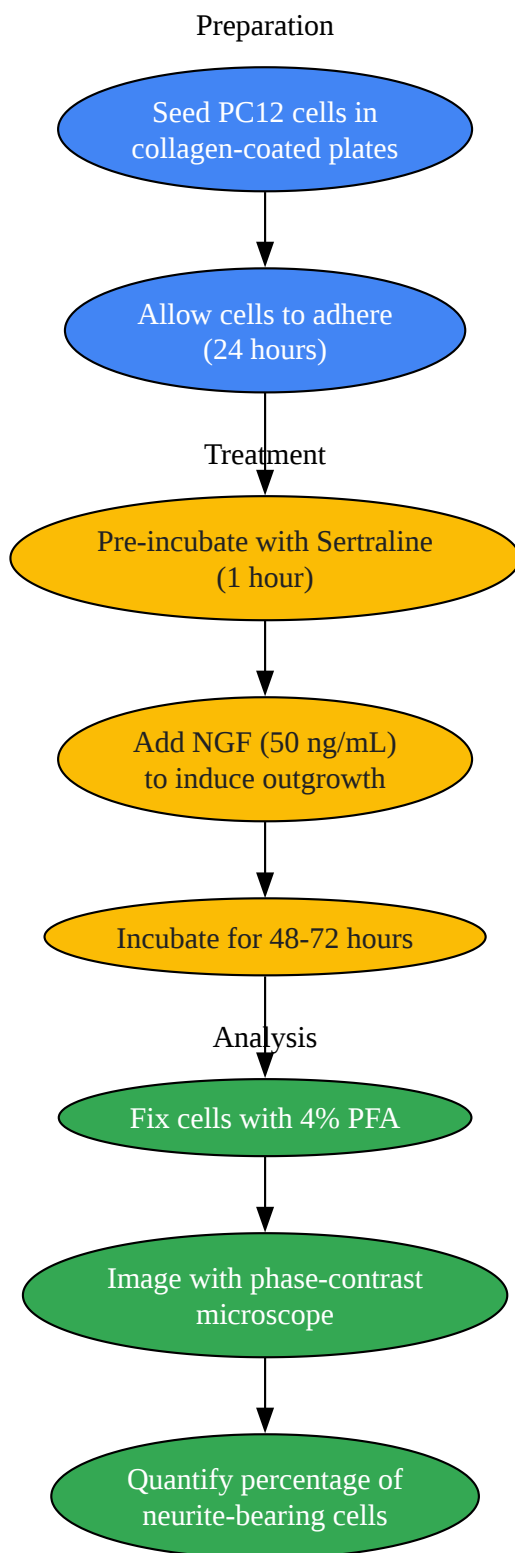 Preparation
Seed PC12 cells in
collagen-coated plates
Allow cells to adhere
(24 hours)
Treatment
Pre-incubate with Sertraline
(1 hour)
Add NGF (50 ng/mL)
to induce outgrowth
Incubate for 48-72 hours
Analysis
Fix cells with 4% PFA
Image with phase-contrast
microscope
Quantify percentage of
neurite-bearing cells